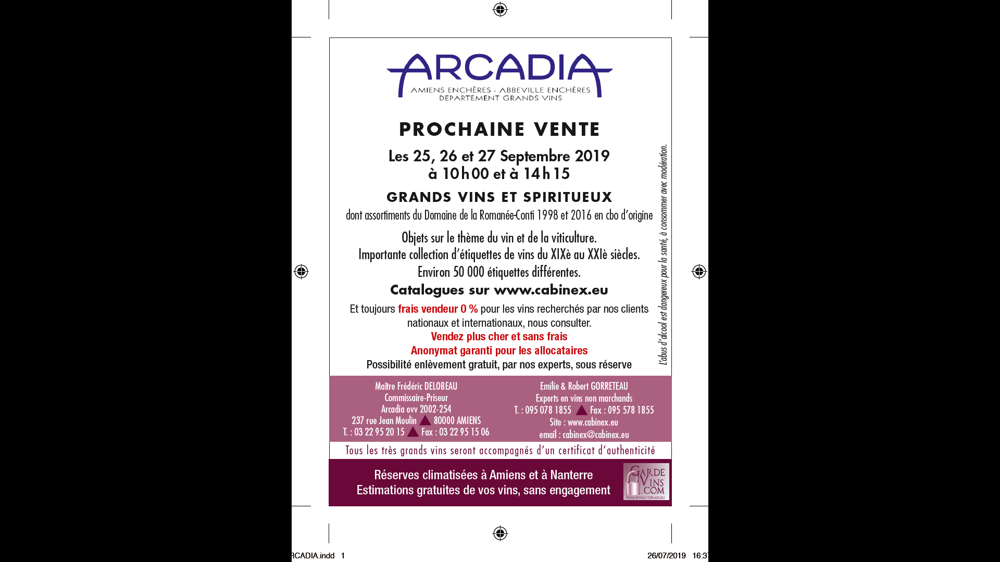 ARCADIA
AMIENS ENCHÈRES - ABBEVILLE ENCHÈRES
DEPARTEMENT GRANDS VINS
PROCHAINE VENTE
Les 25, 26 et 27 Septembre 2019
à 10h00 et à 14h15
GRANDS VINS ET SPIRITUEUX
dont assortiments du Domaine de la Romanée-Conti 1998 et 2016 en cbo d'origine
Objets sur le thème du vin et de la viticulture.
Importante collection d'étiquettes de vins du XIXè au XXIè siècles.
Environ 50 000 étiquettes différentes.
Catalogues sur www.cabinex.eu
Et toujours frais vendeur 0 % pour les vins recherchés par nos clients
nationaux et internationaux, nous consulter.
Vendez plus cher et sans frais
Anonymat garanti pour les allocataires
Possibilité enlèvement gratuit, par nos experts, sous réserve
L'abus d'alcool est dangereux pour la santé, à consommer avec modération.
Maître Frédéric DELOBEAU
Commissaire-Priseur
Arcadia ovv 2002-254
237 rue Jean Moulin ▲ 80000 AMIENS
T. : 03 22 95 20 15 ▲ Fax : 03 22 95 15 06
Emilie & Robert GORRETEAU
Experts en vins non marchands
T. : 095 078 1855 ▲ Fax : 095 578 1855
Site : www.cabinex.eu
email : cabinex@cabinex.eu
Tous les très grands vins seront accompagnés d'un certificat d'authenticité
Réserves climatisées à Amiens et à Nanterre
Estimations gratuites de vos vins, sans engagement
GARDE
VINS
.COM
PARIS-WINE-STORAGE.EU
RCADIA.indd 1
26/07/2019 16:37